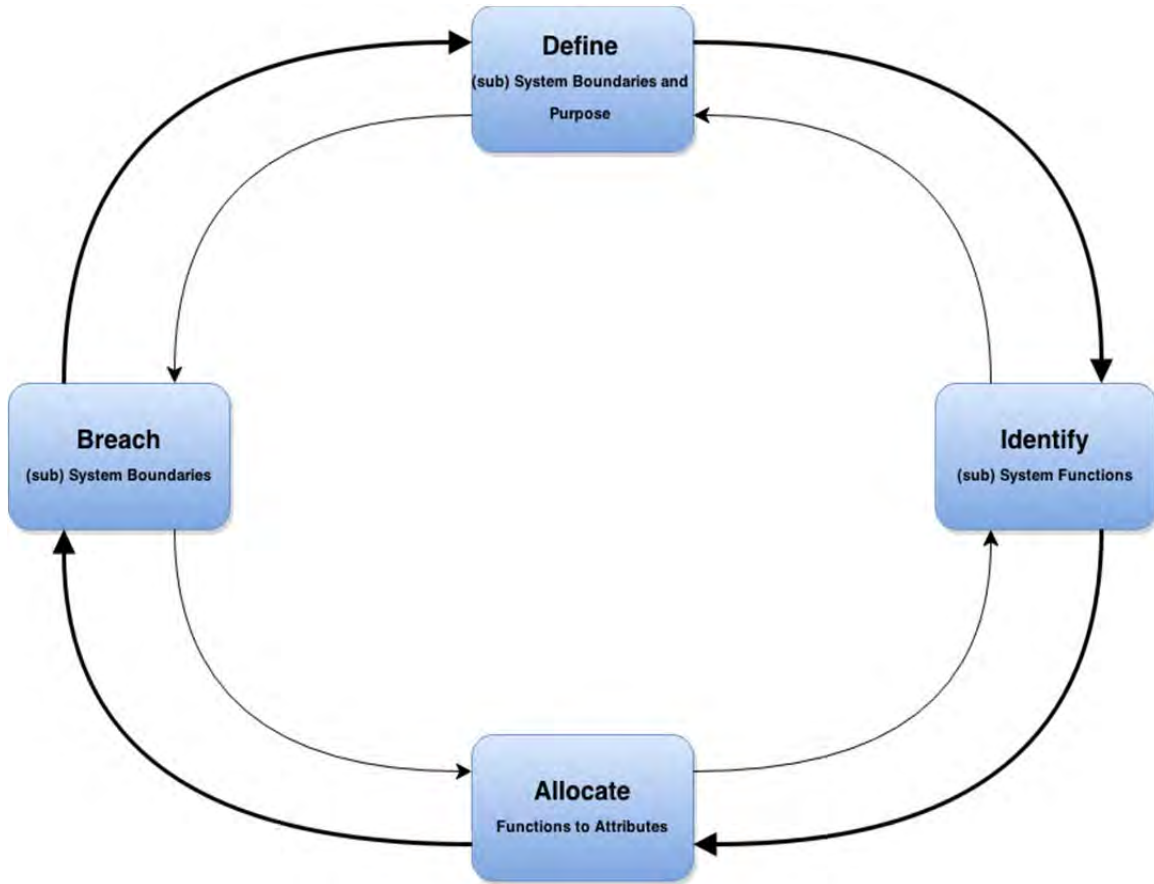 Define
(sub) System Boundaries and
Purpose
Breach
(sub) System Boundaries
Identify
(sub) System Functions
Allocate
Functions to Attributes